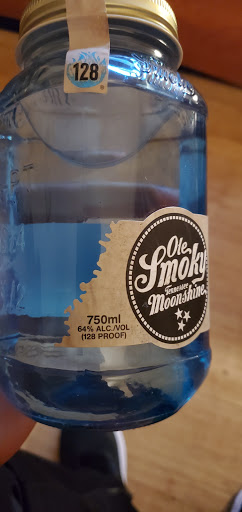 128
Ole
Smoky
Tennessee
Moonshine
750ml
64% ALC./VOL
(128 PROOF)